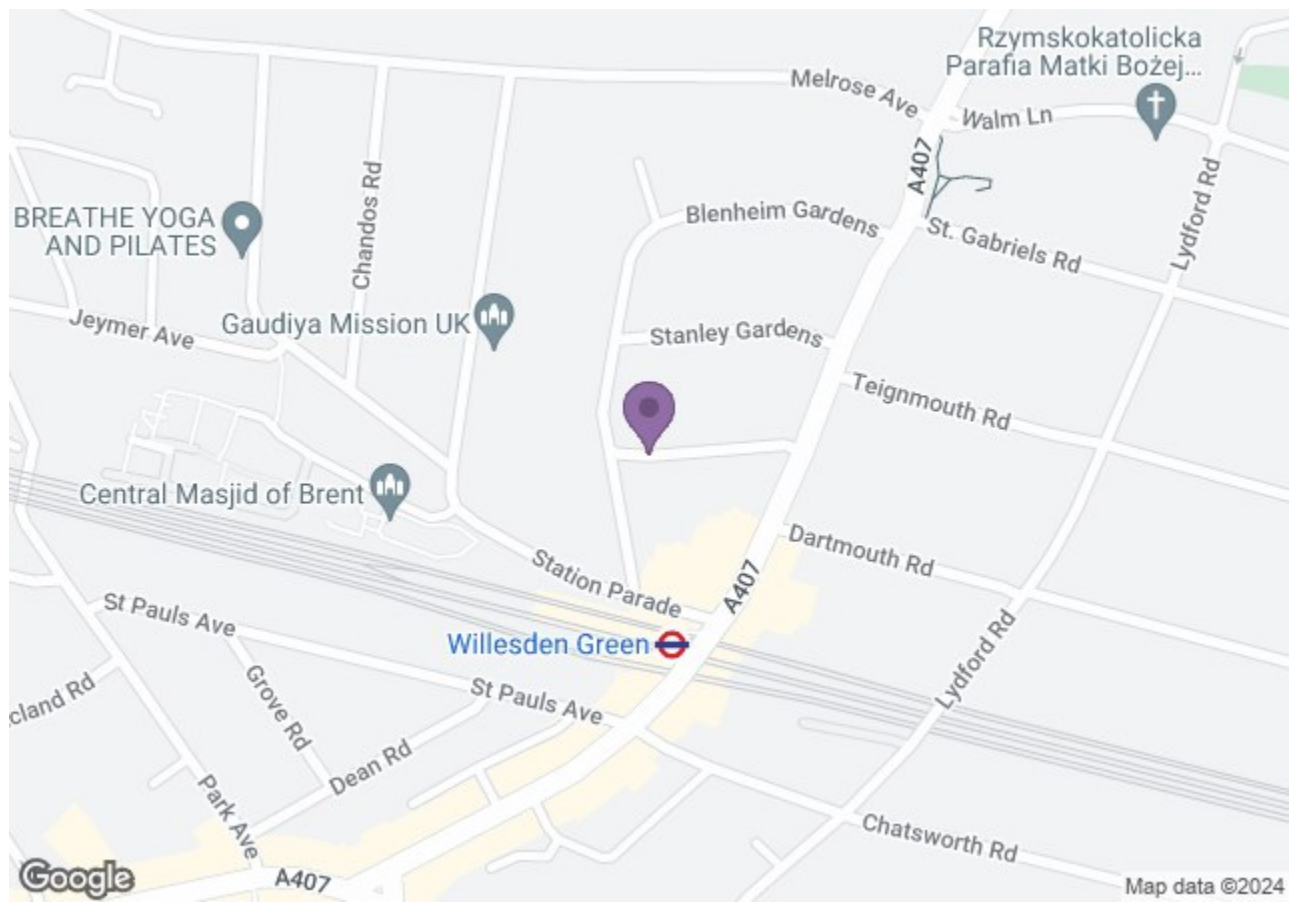 Rzymskokatolicka
Parafia Matki Bożej...
Melrose Ave
Walm Ln
A407
Chandos Rd
Lydford Rd
BREATHE YOGA
AND PILATES
Blenheim Gardens
St. Gabriels Rd
Jeymer Ave
Gaudiya Mission UK
Stanley Gardens
Teignmouth Rd
Central Masjid of Brent
Dartmouth Rd
Station Parade
A407
St Pauls Ave
Willesden Green
Lydford Rd
cland Rd
Grove Rd
St Pauls Ave
Dean Rd
Park Ave
Chatsworth Rd
Google
A407
Map data ©2024